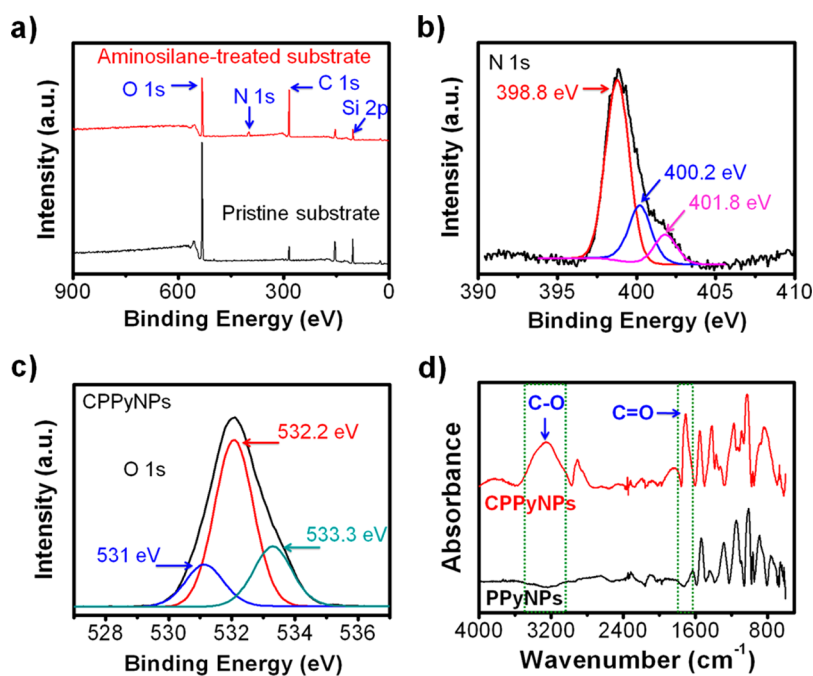 a)
Aminosilane-treated substrate
O 1s
N 1s
C 1s
Si 2p
Pristine substrate
Intensity (a.u.)
900 600 300 0
Binding Energy (eV)
b)
N 1s
398.8 eV
400.2 eV
401.8 eV
Intensity (a.u.)
390 395 400 405 410
Binding Energy (eV)
c)
CPPyNPs
O 1s
532.2 eV
533.3 eV
531 eV
Intensity (a.u.)
528 530 532 534 536
Binding Energy (eV)
d)
C-O
C=O
CPPyNPs
PPyNPs
Absorbance
4000 3200 2400 1600 800
Wavenumber (cm-1)